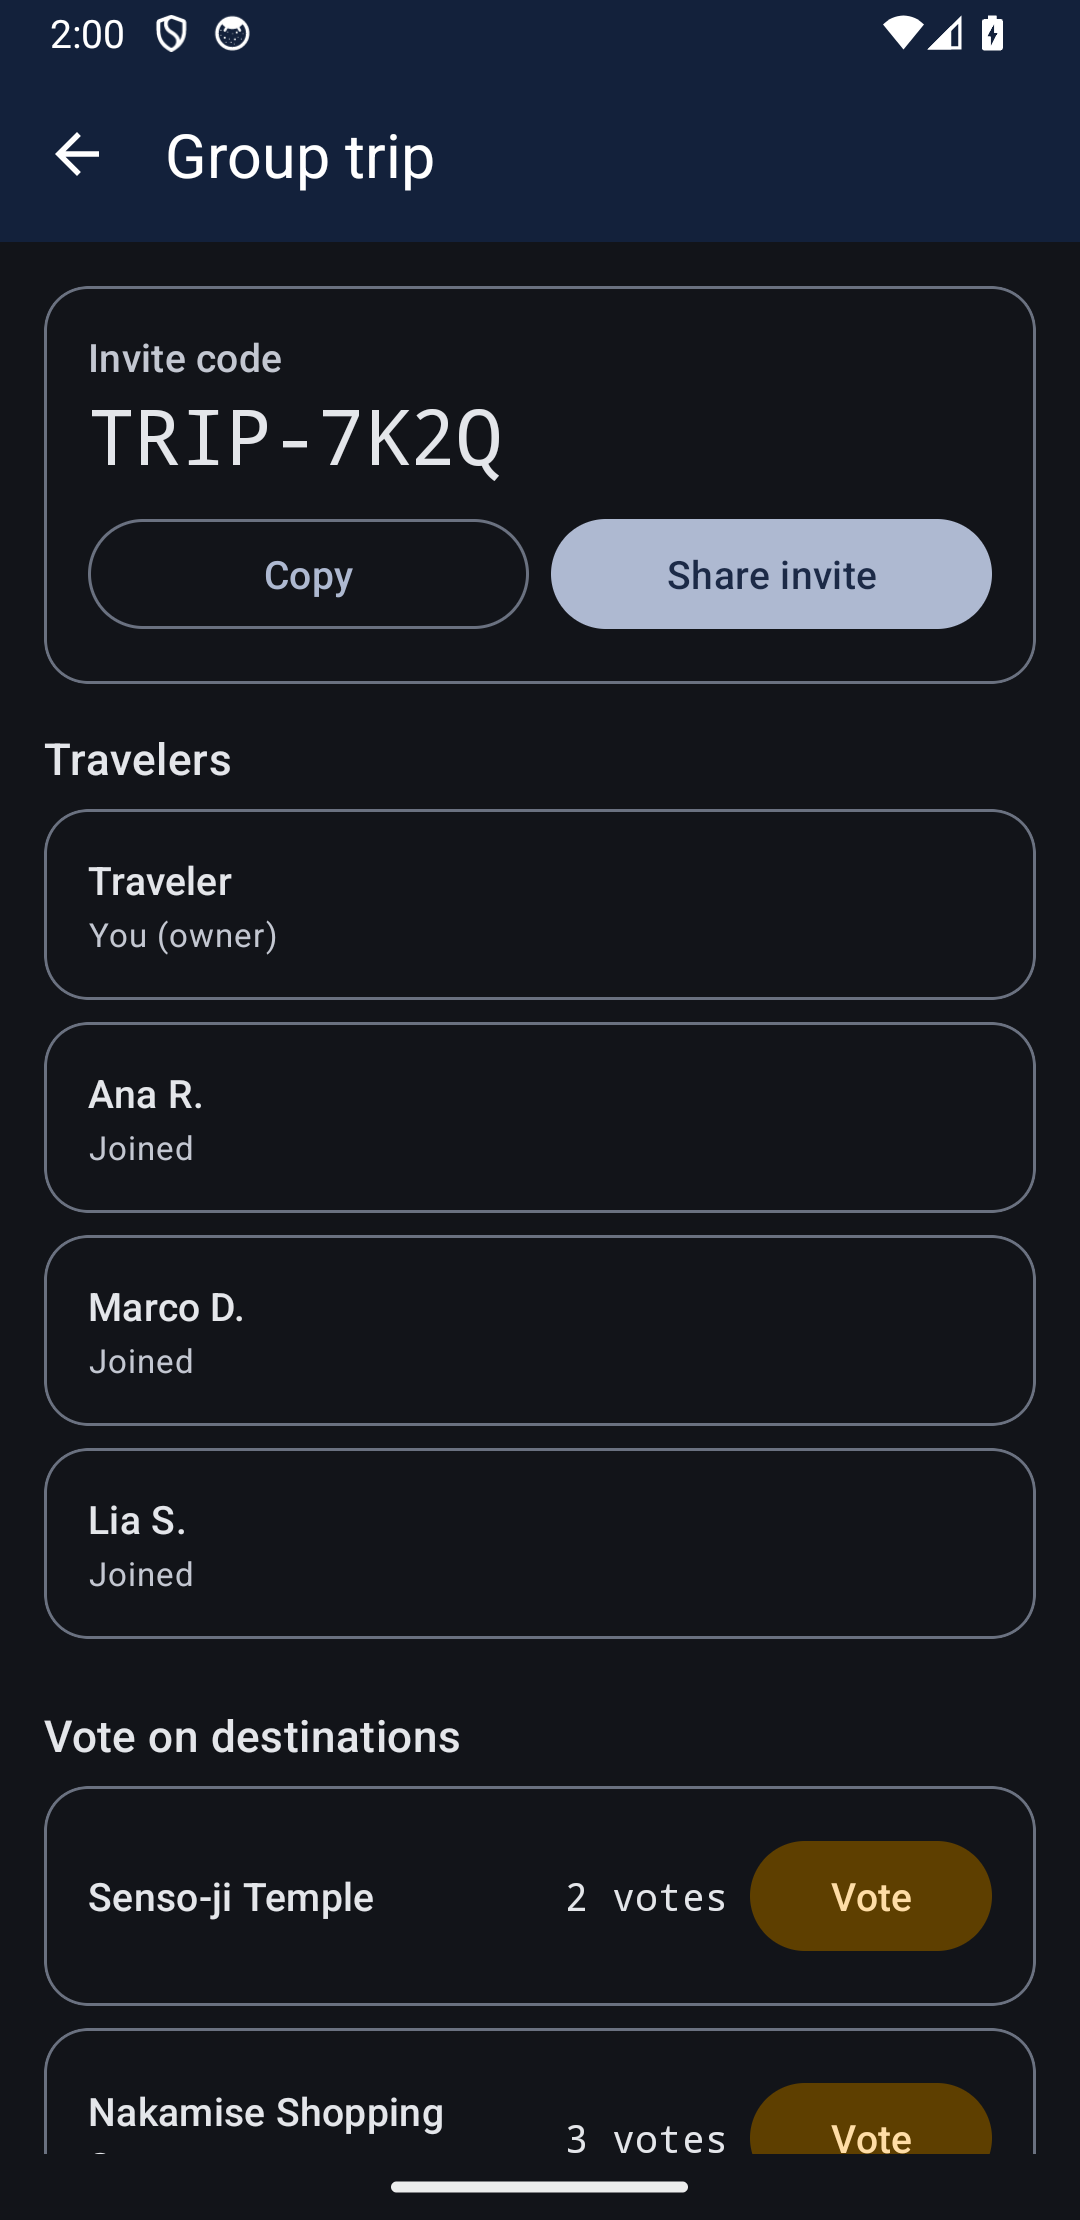 2:00
Group trip
Invite code
TRIP-7K2Q
Copy
Share invite
Travelers
Traveler
You (owner)
Ana R.
Joined
Marco D.
Joined
Lia S.
Joined
Vote on destinations
Senso-ji Temple
2 votes
Vote
Nakamise Shopping
3 votes
Vote